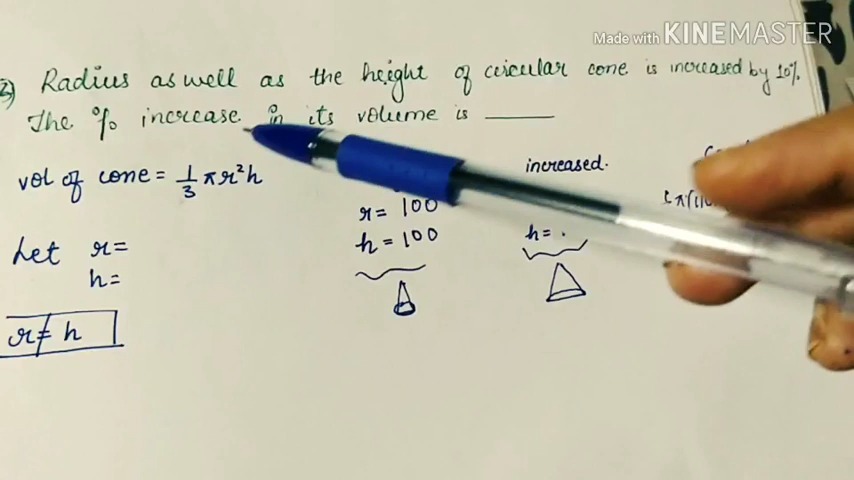 Made with KINEMASTER
2) Radius as well as the height of circular cone is increased by 10%.
The % increase in its volume is ______
vol of cone = 1/3 πr²h
increased.
r = 100
h = 100
h =
Let r=
h=
r ≠ h